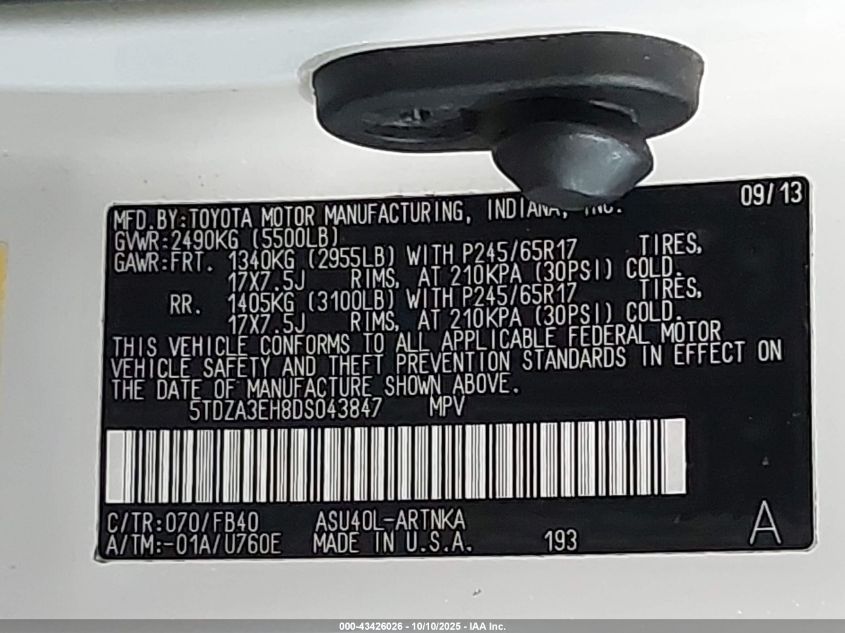 09/13
MFD.BY:TOYOTA MOTOR MANUFACTURING, INDIANA, INC.
GVWR:2490KG (5500LB)
GAWR:FRT. 1340KG (2955LB) WITH P245/65R17 TIRES,
17X7.5J RIMS, AT 210KPA (30PSI) COLD.
RR. 1405KG (3100LB) WITH P245/65R17 TIRES,
17X7.5J RIMS, AT 210KPA (30PSI) COLD.
THIS VEHICLE CONFORMS TO ALL APPLICABLE FEDERAL MOTOR
VEHICLE SAFETY AND THEFT PREVENTION STANDARDS IN EFFECT ON
THE DATE OF MANUFACTURE SHOWN ABOVE.
5TDZA3EH8DS043847 MPV
C/TR:070/FB40 ASU40L-ARTNKA
A/TM:-01A/U760E MADE IN U.S.A. 193 A
000-43426026 - 10/10/2025 - IAA Inc.